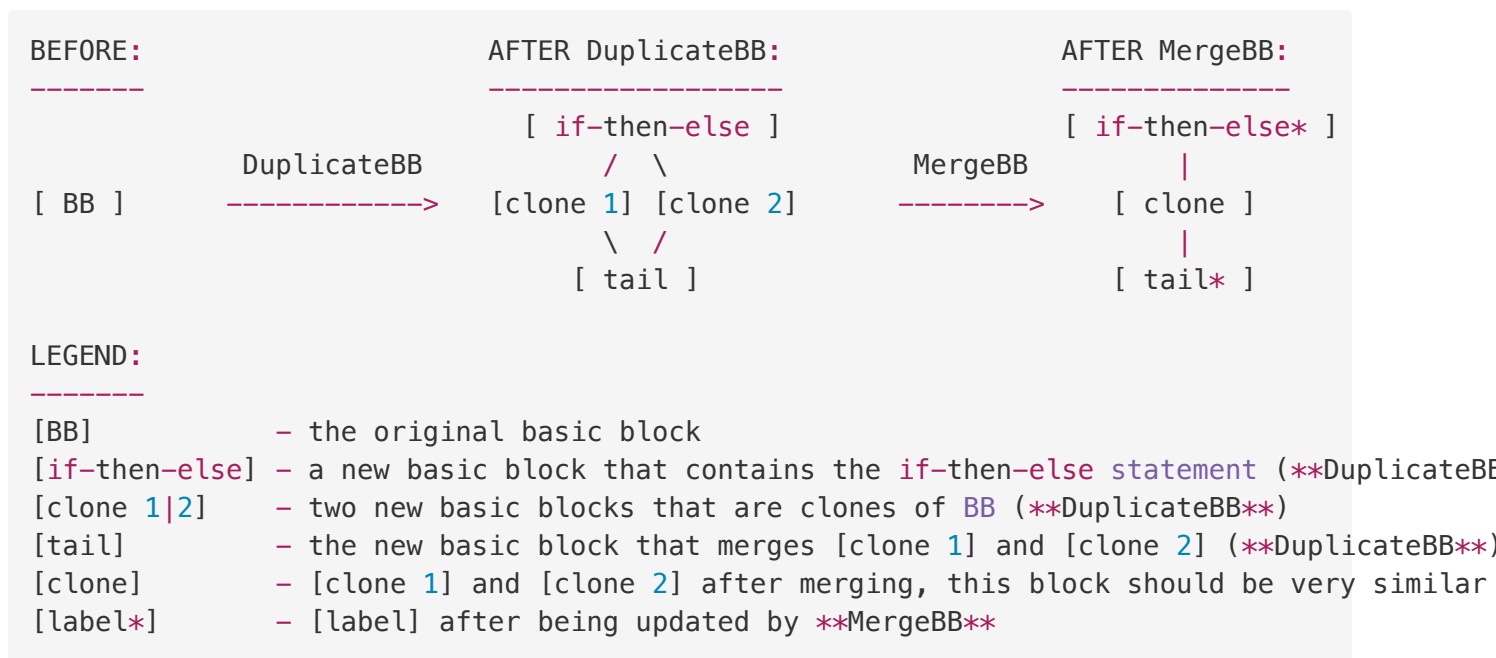 BEFORE:                     AFTER DuplicateBB:                 AFTER MergeBB:
-------                     ------------------                 --------------
                              [ if-then-else ]                 [ if-then-else* ]
             DuplicateBB           /  \               MergeBB         |
[ BB ]      ------------>   [clone 1] [clone 2]      -------->    [ clone ]
                                   \  /                               |
                                 [ tail ]                         [ tail* ]

LEGEND:
-------
[BB]           - the original basic block
[if-then-else] - a new basic block that contains the if-then-else statement (**DuplicateB
[clone 1|2]    - two new basic blocks that are clones of BB (**DuplicateBB**)
[tail]         - the new basic block that merges [clone 1] and [clone 2] (**DuplicateBB**)
[clone]        - [clone 1] and [clone 2] after merging, this block should be very similar
[label*]       - [label] after being updated by **MergeBB**